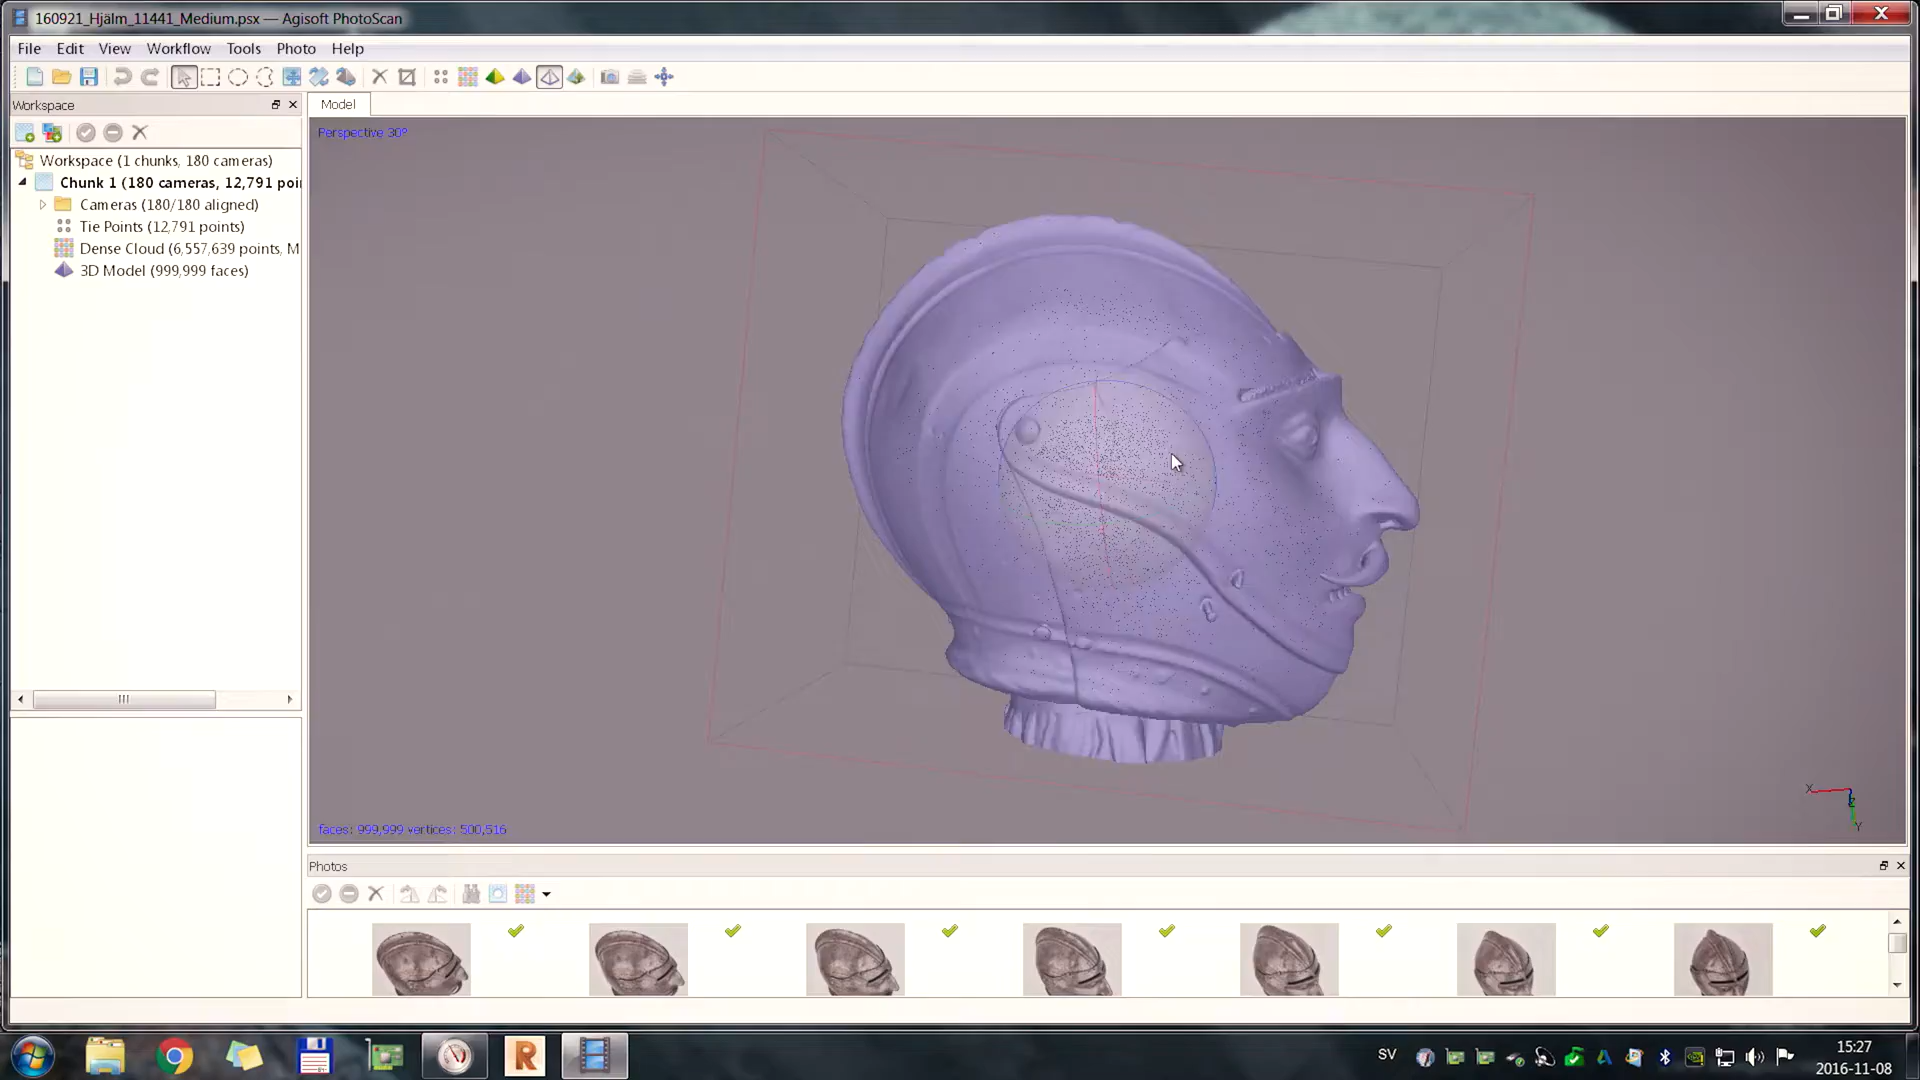 160921_Hjälm_11441_Medium.psx — Agisoft PhotoScan
File Edit View Workflow Tools Photo Help
Workspace
Model
Perspective 30°
Workspace (1 chunks, 180 cameras)
Chunk 1 (180 cameras, 12,791 poi
Cameras (180/180 aligned)
Tie Points (12,791 points)
Dense Cloud (6,557,639 points, M
3D Model (999,999 faces)
X
Y
faces: 999,999 vertices: 500,516
Photos
SV
15:27
2016-11-08